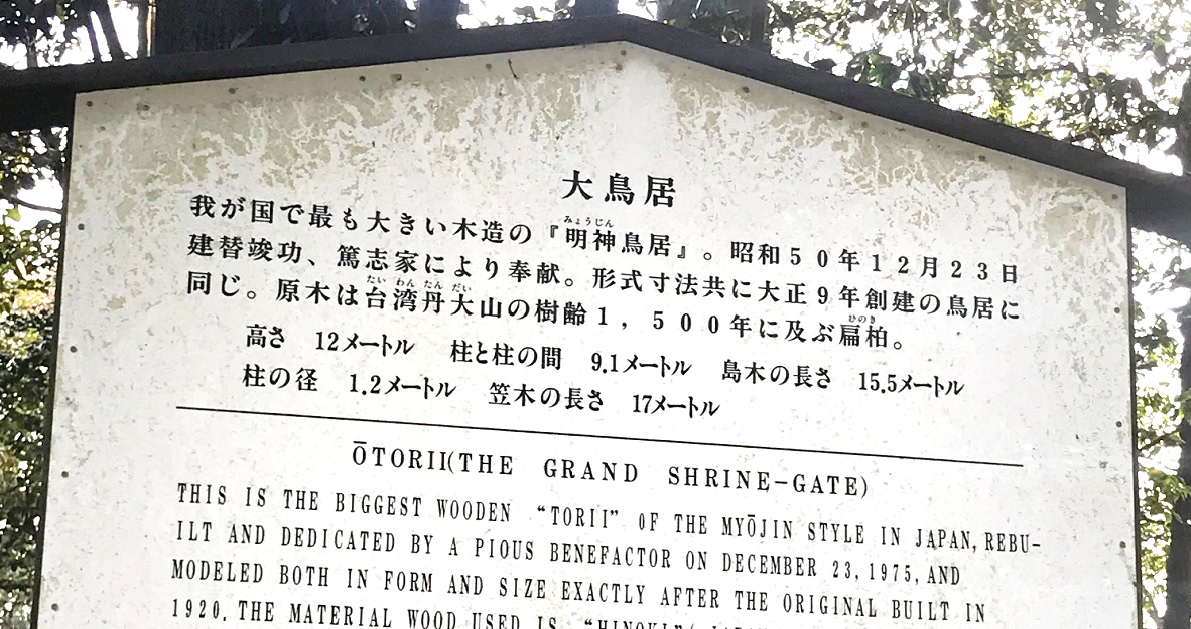 大鳥居
我が国で最も大きい木造の『明神鳥居』。昭和50年12月23日
建替竣功、篤志家により奉献。形式寸法共に大正9年創建の鳥居に
同じ。原木は台湾丹大山の樹齢1,500年に及ぶ扁柏。
高さ 12メートル 柱と柱の間 9.1メートル 島木の長さ 15.5メートル
柱の径 1.2メートル 笠木の長さ 17メートル
ŌTORII(THE GRAND SHRINE-GATE)
THIS IS THE BIGGEST WOODEN “TORII” OF THE MYŌJIN STYLE IN JAPAN, REBU-
ILT AND DEDICATED BY A PIOUS BENEFACTOR ON DECEMBER 23, 1975, AND
MODELED BOTH IN FORM AND SIZE EXACTLY AFTER THE ORIGINAL BUILT IN
1920. THE MATERIAL WOOD USED IS “HINOKI”(